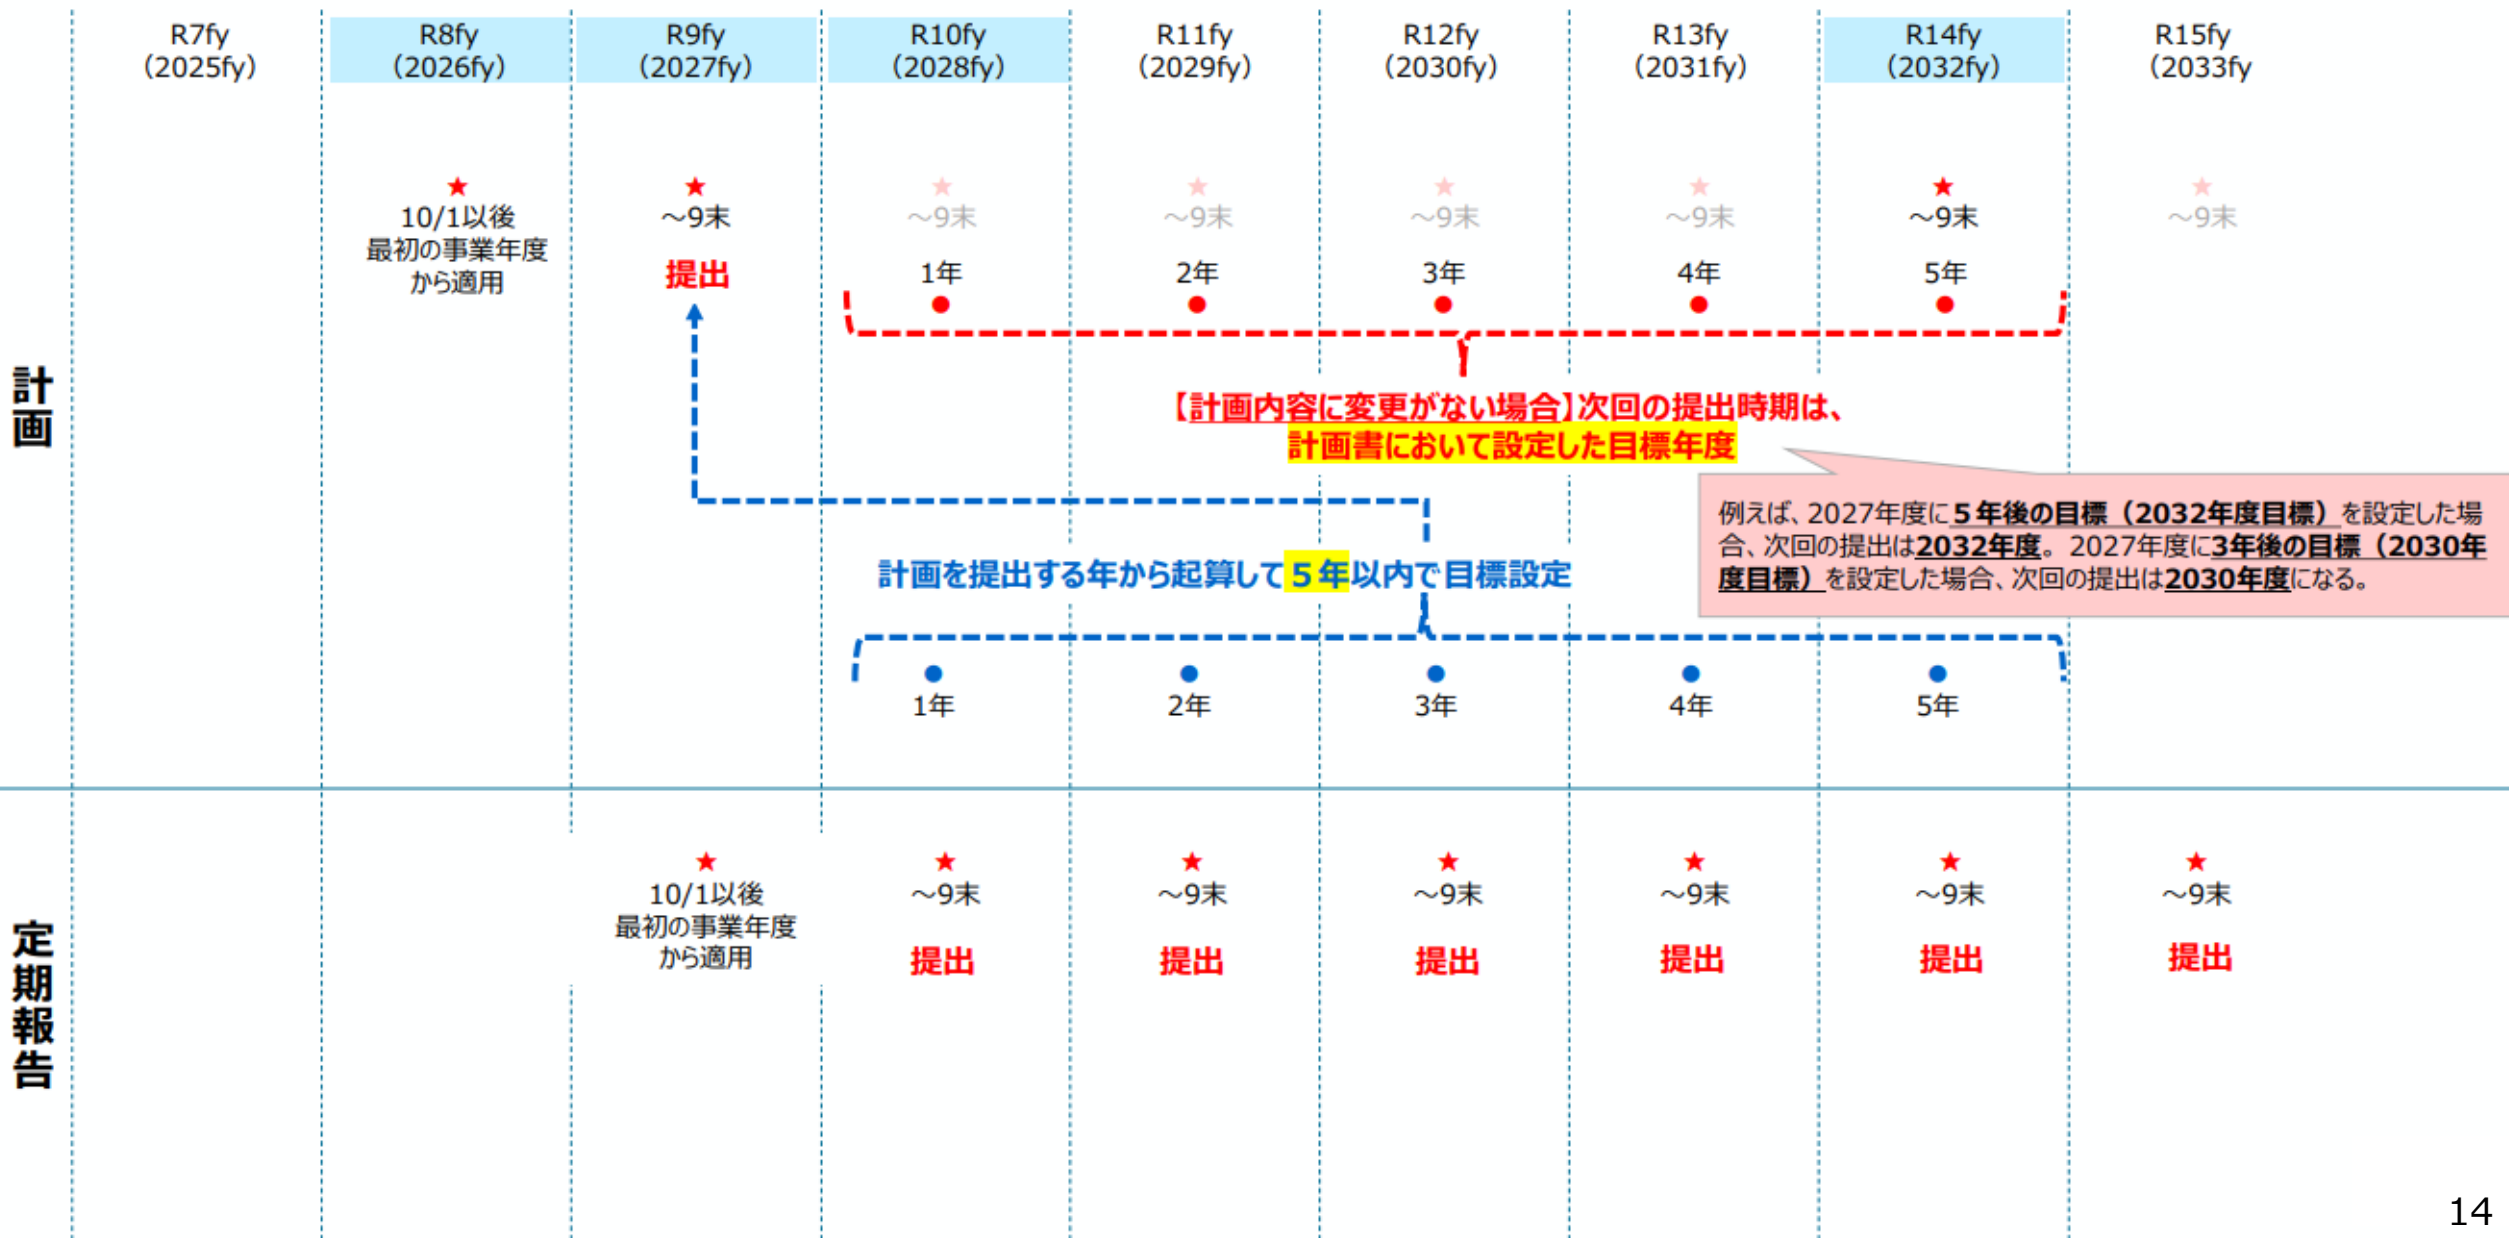 R7fy
（2025fy）
R8fy
（2026fy）
R9fy
（2027fy）
R10fy
（2028fy）
R11fy
（2029fy）
R12fy
（2030fy）
R13fy
（2031fy）
R14fy
（2032fy）
R15fy
（2033fy
計画
★
10/1以後
最初の事業年度
から適用
★
～9末
提出
★
～9末
1年
★
～9末
2年
★
～9末
3年
★
～9末
4年
★
～9末
5年
★
～9末
【計画内容に変更がない場合】次回の提出時期は、
計画書において設定した目標年度
例えば、2027年度に５年後の目標（2032年度目標）を設定した場
合、次回の提出は2032年度。2027年度に3年後の目標（2030年
度目標）を設定した場合、次回の提出は2030年度になる。
計画を提出する年から起算して５年以内で目標設定
1年
2年
3年
4年
5年
定期報告
★
10/1以後
最初の事業年度
から適用
★
～9末
提出
★
～9末
提出
★
～9末
提出
★
～9末
提出
★
～9末
提出
★
～9末
提出
14